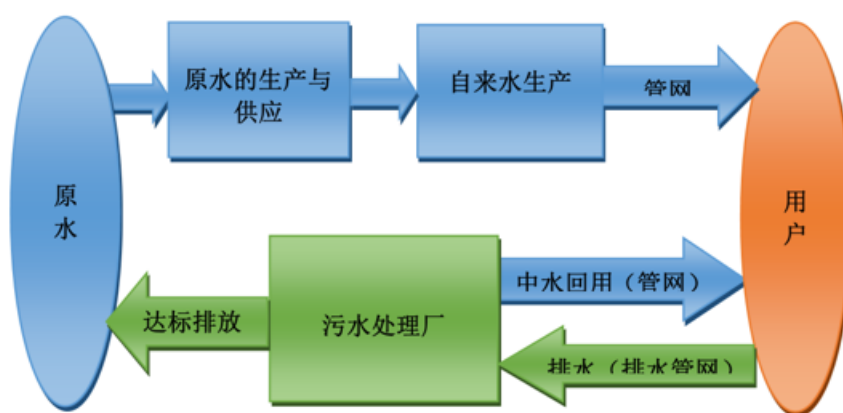 原水的生产与
供应
自来水生产
管网
原
水
用
户
中水回用（管网）
达标排放
污水处理厂
排水（排水管网）